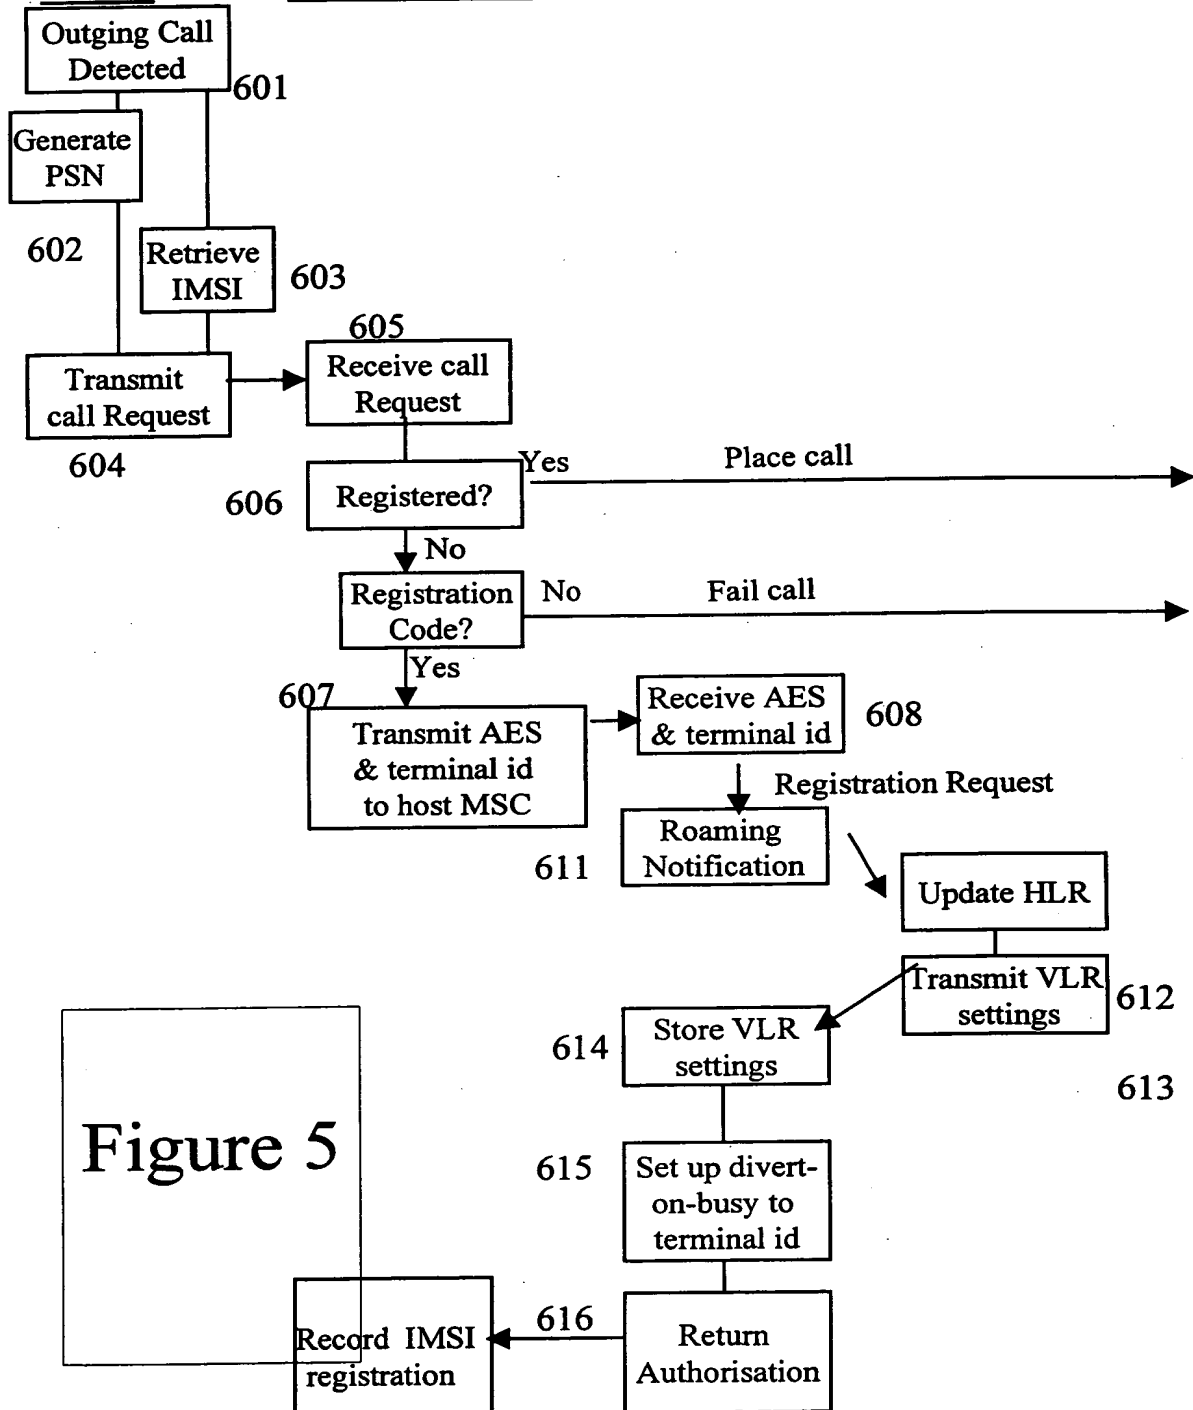 Outging Call
Detected
601
Generate
PSN
602
Retrieve
IMSI
603
605
Transmit
call Request
604
Receive call
Request
Yes
Place call
606
Registered?
No
Registration
Code?
No
Fail call
Yes
607
Transmit AES
& terminal id
to host MSC
Receive AES
& terminal id
608
Registration Request
611
Roaming
Notification
Update HLR
Transmit VLR
settings
612
613
614
Store VLR
settings
Figure 5
615
Set up divert-
on-busy to
terminal id
616
Record IMSI
registration
Return
Authorisation